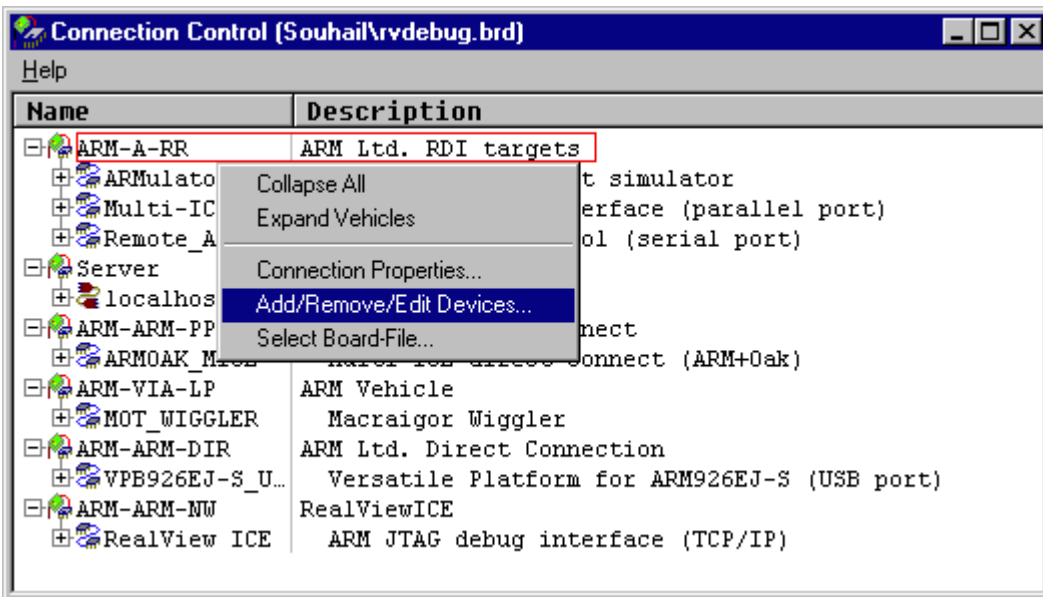 Connection Control (Souhail\rvdebug.brd)
Help
Name Description
ARM-A-RR ARM Ltd. RDI targets
ARMulato t simulator
Multi-IC erface (parallel port)
Remote_A ol (serial port)
Collapse All
Expand Vehicles
Connection Properties...
Add/Remove/Edit Devices...
Select Board-File...
Server
localhos
ARM-ARM-PP nect
ARMOAK connect (ARM+Oak)
ARM-VIA-LP ARM Vehicle
MOT_WIGGLER Macraigor Wiggler
ARM-ARM-DIR ARM Ltd. Direct Connection
VPB926EJ-S_U... Versatile Platform for ARM926EJ-S (USB port)
ARM-ARM-NW RealViewICE
RealView ICE ARM JTAG debug interface (TCP/IP)